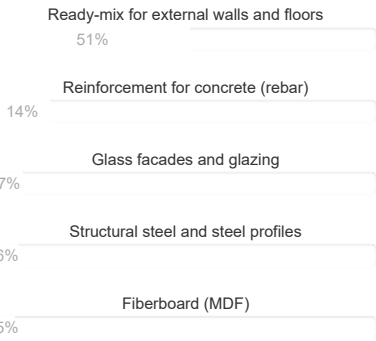 Ready-mix for external walls and floors
51%
Reinforcement for concrete (rebar)
14%
Glass facades and glazing
7%
Structural steel and steel profiles
6%
Fiberboard (MDF)
5%